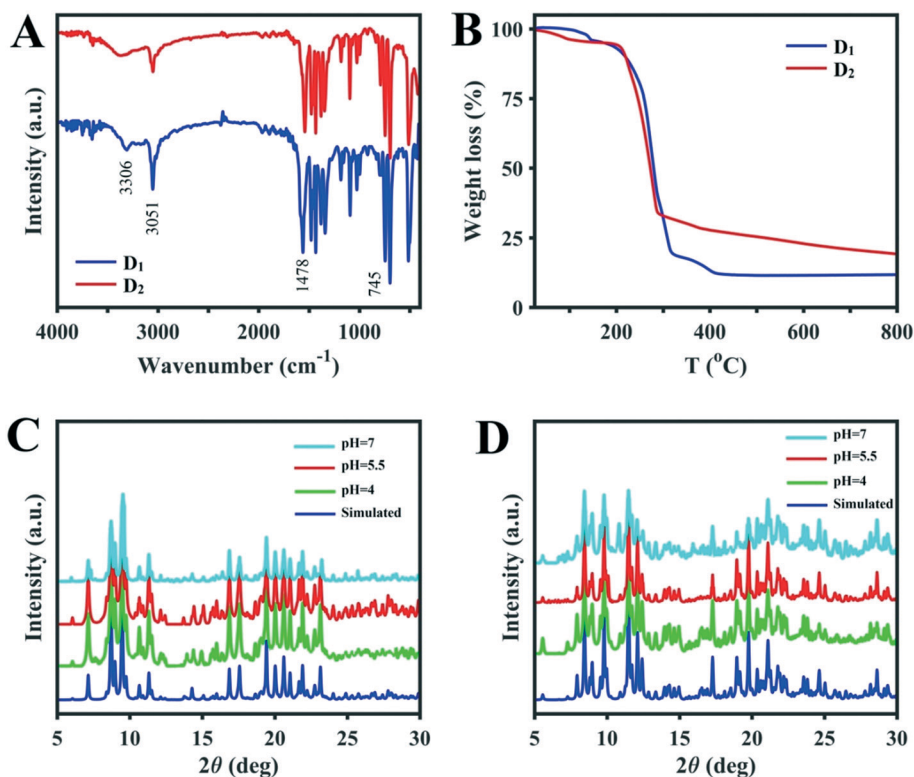 A
Intensity (a.u.)
3306
3051
1478
745
D₁
D₂
4000 3000 2000 1000
Wavenumber (cm⁻¹)
B
Weight loss (%)
100
75
50
25
0
D₁
D₂
200 400 600 800
T (°C)
C
Intensity (a.u.)
pH=7
pH=5.5
pH=4
Simulated
5 10 15 20 25 30
2θ (deg)
D
Intensity (a.u.)
pH=7
pH=5.5
pH=4
Simulated
5 10 15 20 25 30
2θ (deg)